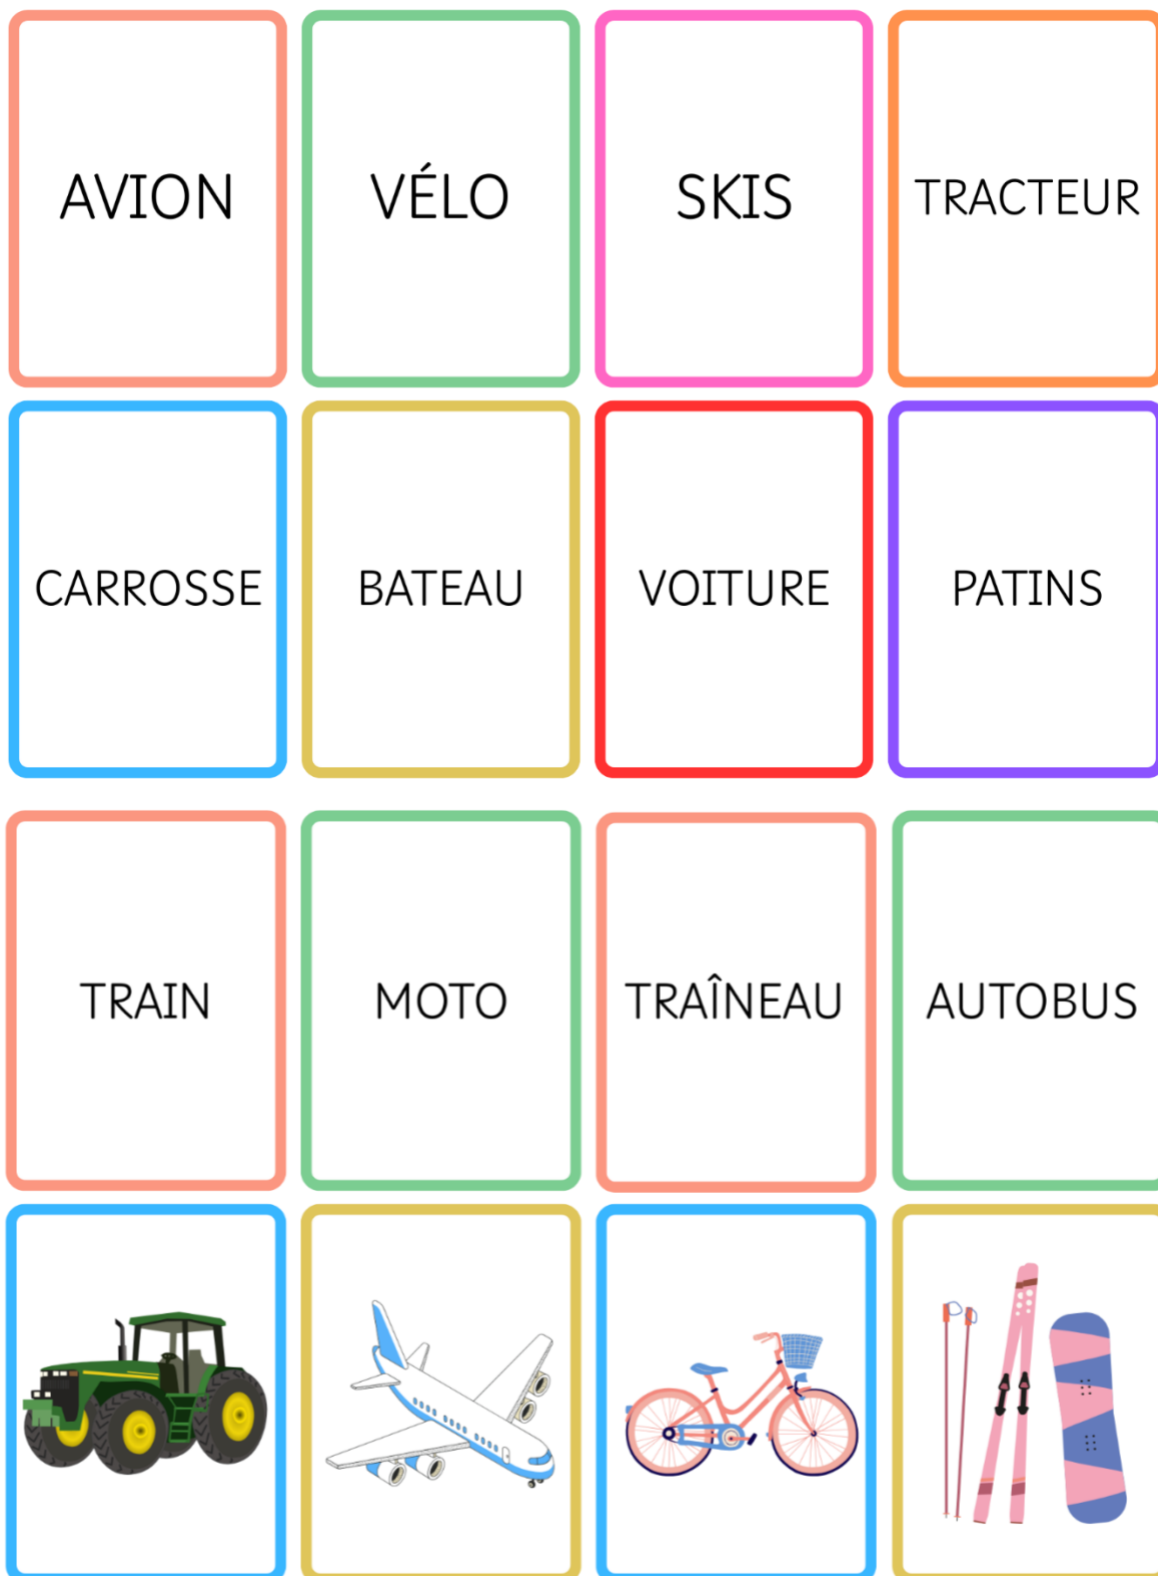 AVION
VÉLO
SKIS
TRACTEUR
CARROSSE
BATEAU
VOITURE
PATINS
TRAIN
MOTO
TRAÎNEAU
AUTOBUS